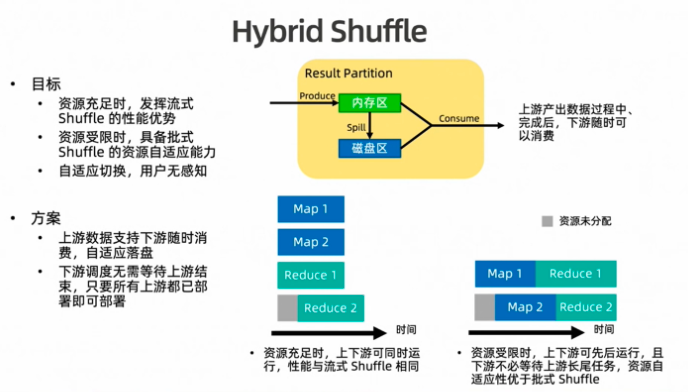 Hybrid Shuffle
目标
资源充足时，发挥流式
Shuffle 的性能优势
资源受限时，具备批式
Shuffle 的资源自适应能力
自适应切换，用户无感知
方案
上游数据支持下游随时消
费，自适应落盘
下游调度无需等待上游结
束，只要所有上游都已部
署即可部署
Result Partition
Produce
内存区
Spill
磁盘区
Consume
上游产出数据过程中、
完成后，下游随时可
以消费
Map 1
Map 2
Reduce 1
Reduce 2
时间
资源充足时，上下游可同时运
行，性能与流式 Shuffle 相同
资源未分配
Map 1
Reduce 1
Map 2
Reduce 2
时间
资源受限时，上下游可先后运行，且
下游不必等待上游长尾任务，资源自
适应性优于批式 Shuffle